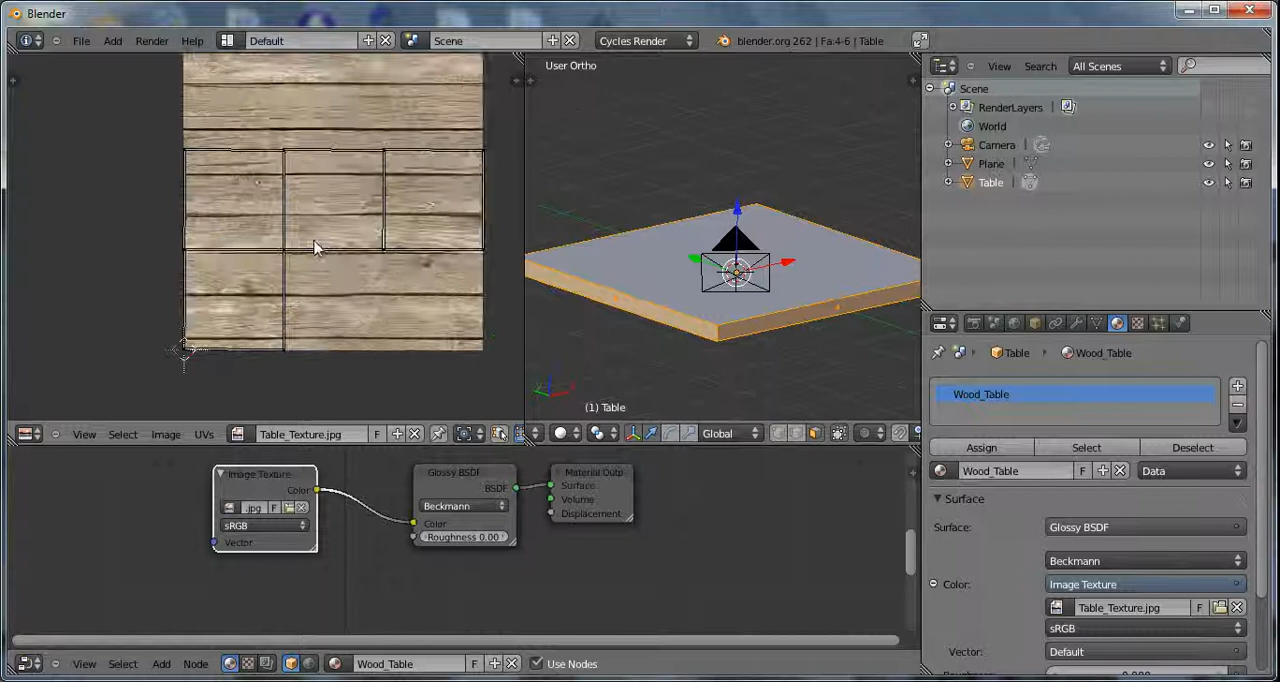 Blender
File Add Render Help Default Scene Cycles Render blender.org 262 | Fa:4-6 | Table
User Ortho
View Search All Scenes
Scene
RenderLayers
World
Camera
Plane
Table
(1) Table
View Select Image UVs Table_Texture.jpg F Global
Table Wood_Table
Wood_Table
Assign Select Deselect
Wood_Table F Data
Surface
Surface: Glossy BSDF
Beckmann
Color: Image Texture
Table_Texture.jpg F
sRGB
Vector: Default
0.000
Image Texture
Color
.jpg F
sRGB
Vector
Glossy BSDF
BSDF
Beckmann
Color
Roughness 0.00
Material Outp
Surface
Volume
Displacement
View Select Add Node Wood_Table F Use Nodes